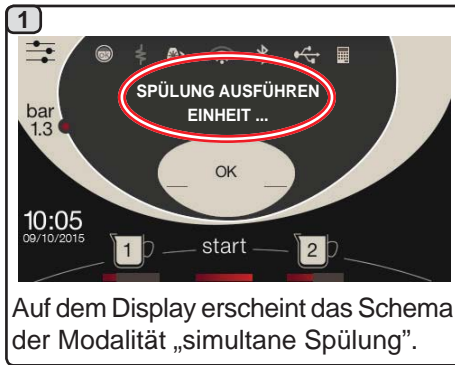 1
SPÜLUNG AUSFÜHREN
EINHEIT ...
bar
1.3
OK
10:05
09/10/2015
1
start
2
Auf dem Display erscheint das Schema
der Modalität „simultane Spülung”.